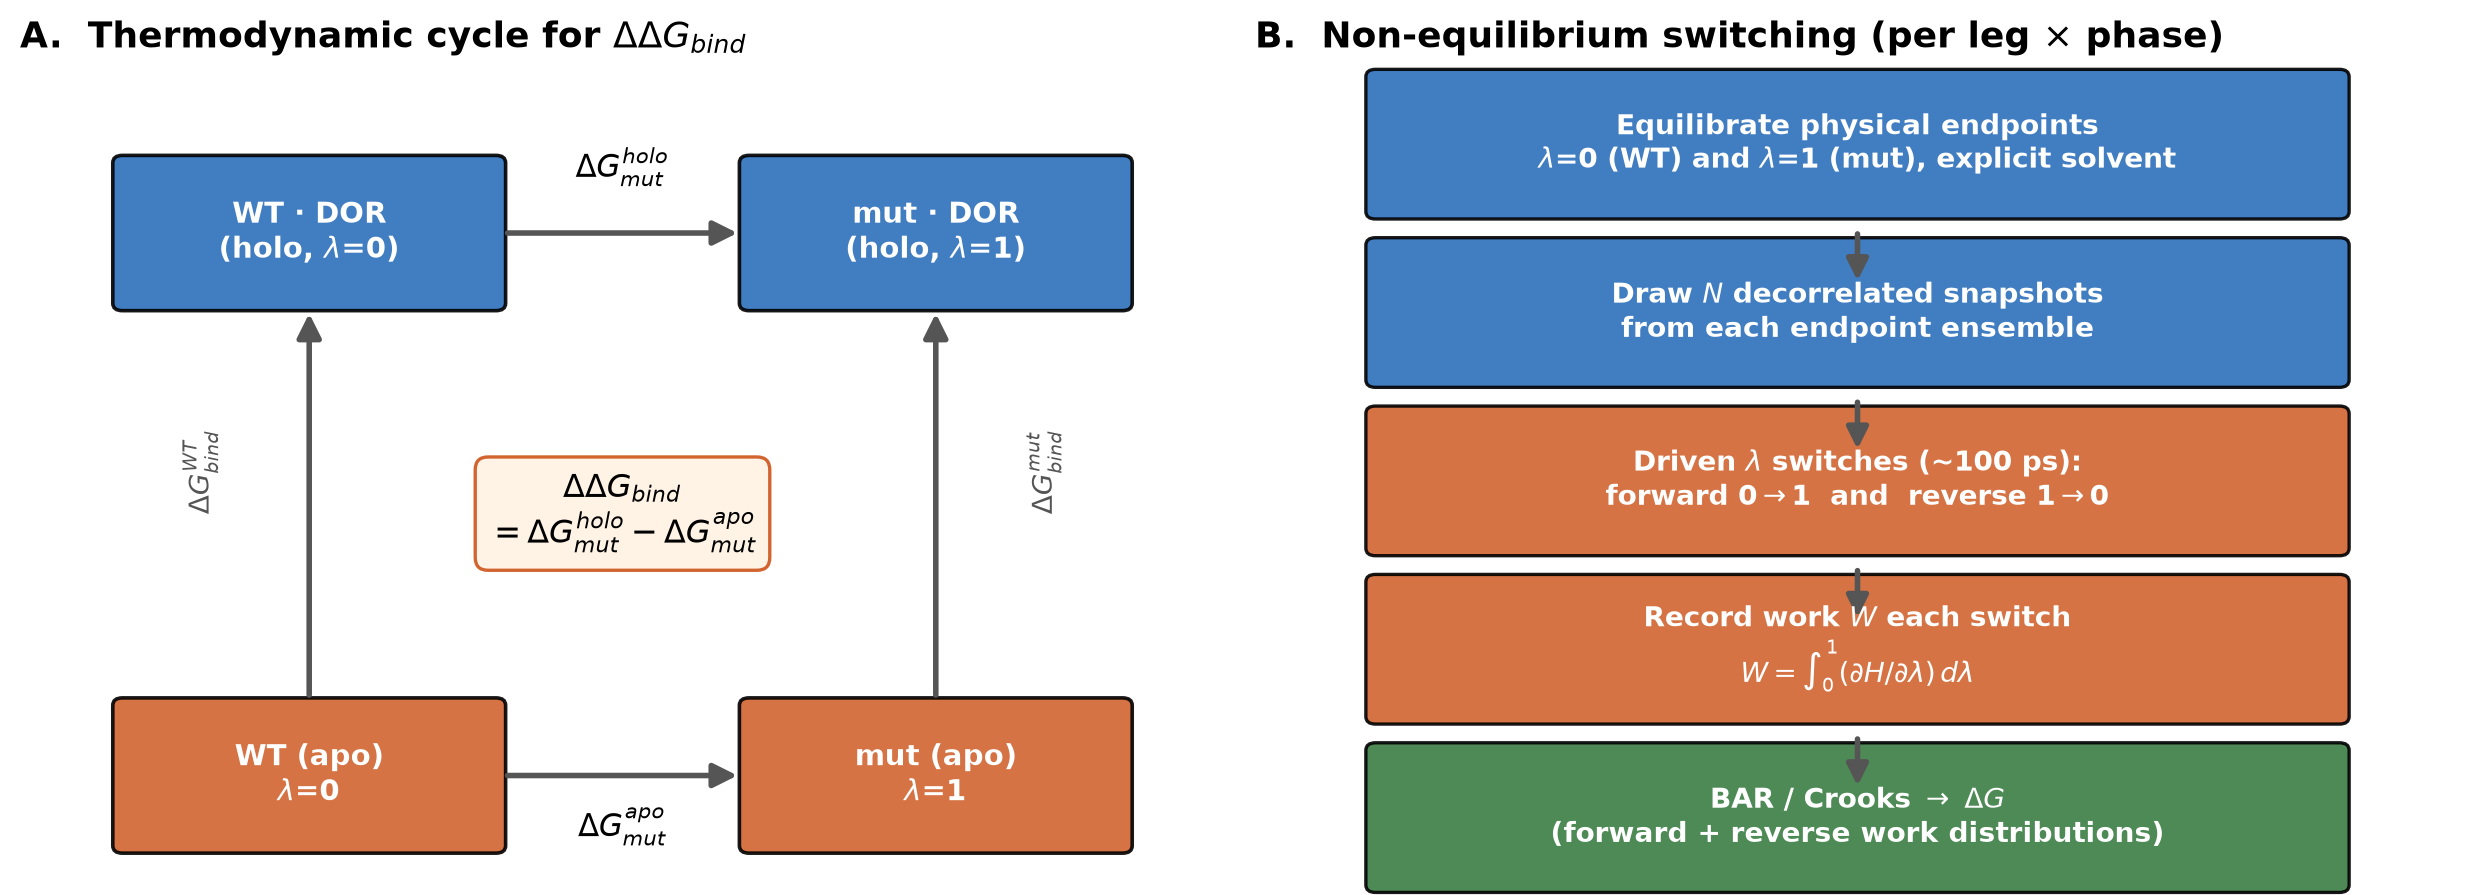 A.  Thermodynamic cycle for ΔΔG_bind
ΔG_mut^holo
WT · DOR
(holo, λ=0)
mut · DOR
(holo, λ=1)
ΔG_bind^WT
ΔG_bind^mut
ΔΔG_bind
= ΔG_mut^holo − ΔG_mut^apo
WT (apo)
λ=0
mut (apo)
λ=1
ΔG_mut^apo
B.  Non-equilibrium switching (per leg × phase)
Equilibrate physical endpoints
λ=0 (WT) and λ=1 (mut), explicit solvent
Draw N decorrelated snapshots
from each endpoint ensemble
Driven λ switches (~100 ps):
forward 0→1  and  reverse 1→0
Record work W each switch
W = ∫_0^1 (∂H/∂λ) dλ
BAR / Crooks → ΔG
(forward + reverse work distributions)